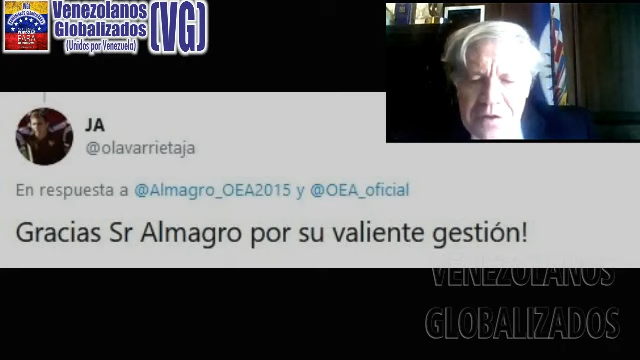 Venezolanos
Globalizados
(Unidos por Venezuela)
(VG)
JA
@olavarrietaja
En respuesta a @Almagro_OEA2015 y @OEA_oficial
Gracias Sr Almagro por su valiente gestión!
VENEZOLANOS
GLOBALIZADOS